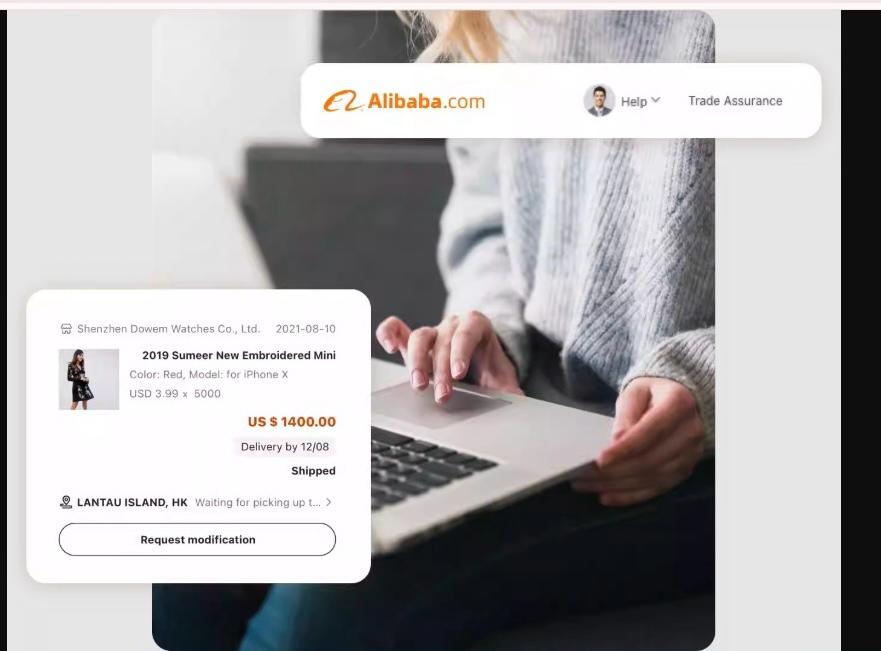 Alibaba.com
Help
Trade Assurance
Shenzhen Dowem Watches Co., Ltd. 2021-08-10
2019 Sumeer New Embroidered Mini
Color: Red, Model: for iPhone X
USD 3.99 x 5000
US $ 1400.00
Delivery by 12/08
Shipped
LANTAU ISLAND, HK Waiting for picking up t...
Request modification